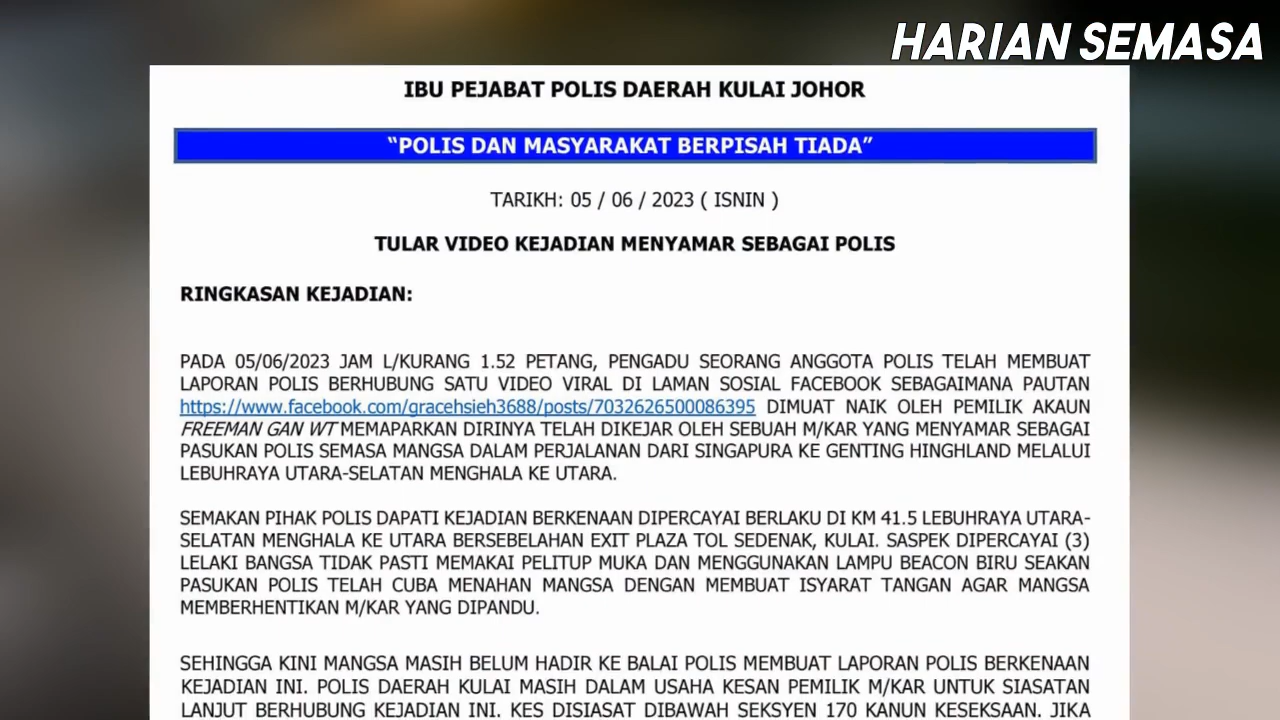 HARIAN SEMASA
IBU PEJABAT POLIS DAERAH KULAI JOHOR
“POLIS DAN MASYARAKAT BERPISAH TIADA”
TARIKH: 05 / 06 / 2023 ( ISNIN )
TULAR VIDEO KEJADIAN MENYAMAR SEBAGAI POLIS
RINGKASAN KEJADIAN:
PADA 05/06/2023 JAM L/KURANG 1.52 PETANG, PENGADU SEORANG ANGGOTA POLIS TELAH MEMBUAT
LAPORAN POLIS BERHUBUNG SATU VIDEO VIRAL DI LAMAN SOSIAL FACEBOOK SEBAGAIMANA PAUTAN
https://www.facebook.com/gracehsieh3688/posts/7032626500086395 DIMUAT NAIK OLEH PEMILIK AKAUN
FREEMAN GAN WT MEMAPARKAN DIRINYA TELAH DIKEJAR OLEH SEBUAH M/KAR YANG MENYAMAR SEBAGAI
PASUKAN POLIS SEMASA MANGSA DALAM PERJALANAN DARI SINGAPURA KE GENTING HINGHLAND MELALUI
LEBUHRAYA UTARA-SELATAN MENGHALA KE UTARA.
SEMAKAN PIHAK POLIS DAPATI KEJADIAN BERKENAAN DIPERCAYAI BERLAKU DI KM 41.5 LEBUHRAYA UTARA-
SELATAN MENGHALA KE UTARA BERSEBELAHAN EXIT PLAZA TOL SEDENAK, KULAI. SASPEK DIPERCAYAI (3)
LELAKI BANGSA TIDAK PASTI MEMAKAI PELITUP MUKA DAN MENGGUNAKAN LAMPU BEACON BIRU SEAKAN
PASUKAN POLIS TELAH CUBA MENAHAN MANGSA DENGAN MEMBUAT ISYARAT TANGAN AGAR MANGSA
MEMBERHENTIKAN M/KAR YANG DIPANDU.
SEHINGGA KINI MANGSA MASIH BELUM HADIR KE BALAI POLIS MEMBUAT LAPORAN POLIS BERKENAAN
KEJADIAN INI. POLIS DAERAH KULAI MASIH DALAM USAHA KESAN PEMILIK M/KAR UNTUK SIASATAN
LANJUT BERHUBUNG KEJADIAN INI. KES DISIASAT DIBAWAH SEKSYEN 170 KANUN KESEKSAAN. JIKA